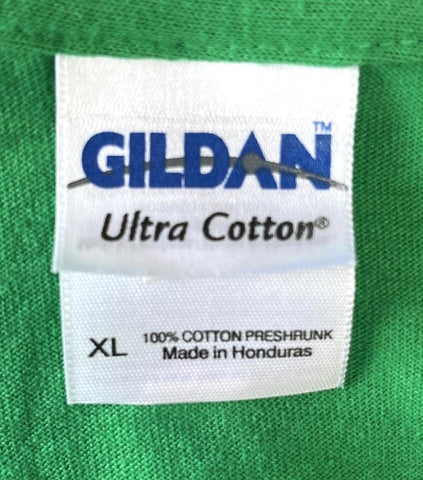 GILDAN™
Ultra Cotton®
XL 100% COTTON PRESHRUNK
Made in Honduras